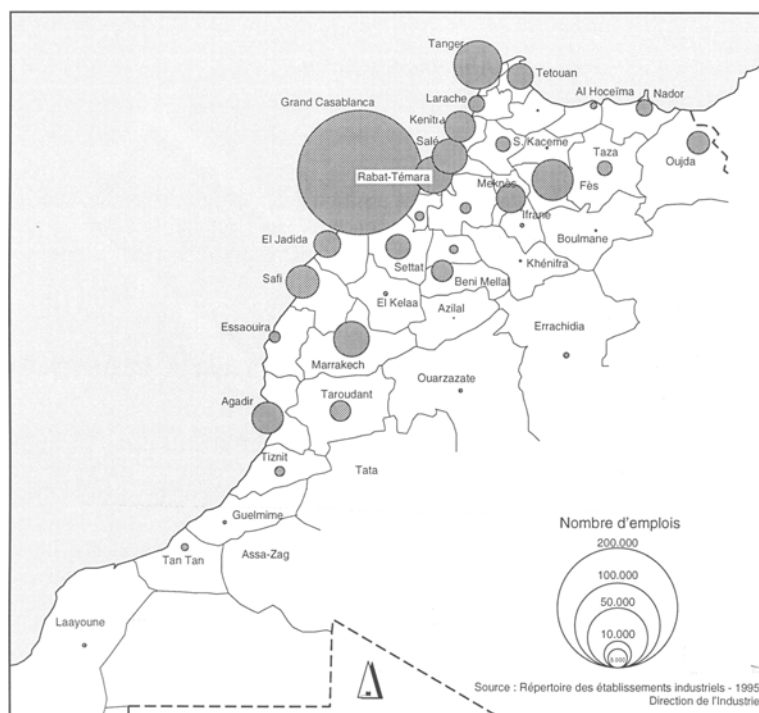 Tanger
Tetouan
Larache
Al Hoceïma
Nador
Grand Casablanca
Kenitra
Salé
S. Kaceme
Taza
Oujda
Rabat-Témara
Meknès
Fès
Ifrane
Boulmane
El Jadida
Settat
Khénifra
Safi
Beni Mellal
El Kelaa
Azilal
Essaouira
Errachidia
Marrakech
Ouarzazate
Agadir
Taroudant
Tiznit
Tata
Guelmime
Tan Tan
Assa-Zag
Laayoune
Nombre d'emplois
200.000
100.000
50.000
10.000
Source : Répertoire des établissements industriels - 1995
Direction de l'Industrie